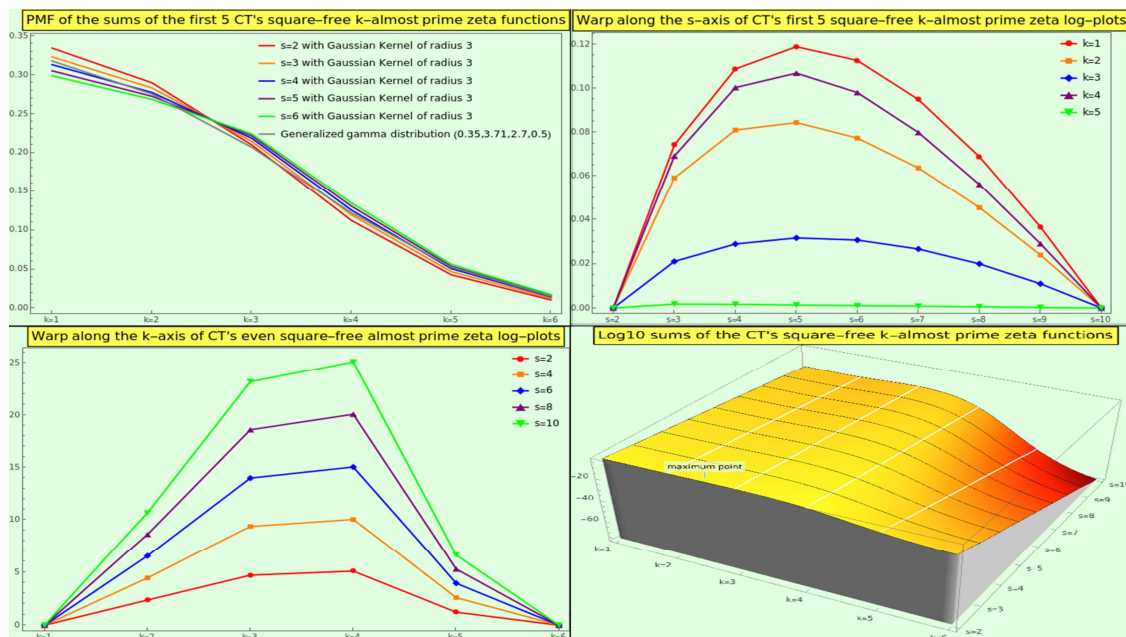 PMF of the sums of the first 5 CT's square-free k-almost prime zeta functions
s=2 with Gaussian Kernel of radius 3
s=3 with Gaussian Kernel of radius 3
s=4 with Gaussian Kernel of radius 3
s=5 with Gaussian Kernel of radius 3
s=6 with Gaussian Kernel of radius 3
Generalized gamma distribution (0.35,3.71,2.7,0.5)
0.35
0.30
0.25
0.20
0.15
0.10
0.05
0.00
k=1 k=2 k=3 k=4 k=5 k=6
Warp along the s-axis of CT's first 5 square-free k-almost prime zeta log-plots
k=1
k=2
k=3
k=4
k=5
0.12
0.10
0.08
0.06
0.04
0.02
0.00
s=2 s=3 s=4 s=5 s=6 s=7 s=8 s=9 s=10
Warp along the k-axis of CT's even square-free almost prime zeta log-plots
s=2
s=4
s=6
s=8
s=10
25
20
15
10
5
0
k=1 k=2 k=3 k=4 k=5 k=6
Log10 sums of the CT's square-free k-almost prime zeta functions
maximum point
-20
-40
-60
k=1
k=2
k=3
k=4
k=5
s=2
s=3
s=4
s=5
s=6
s=7
s=8
s=9